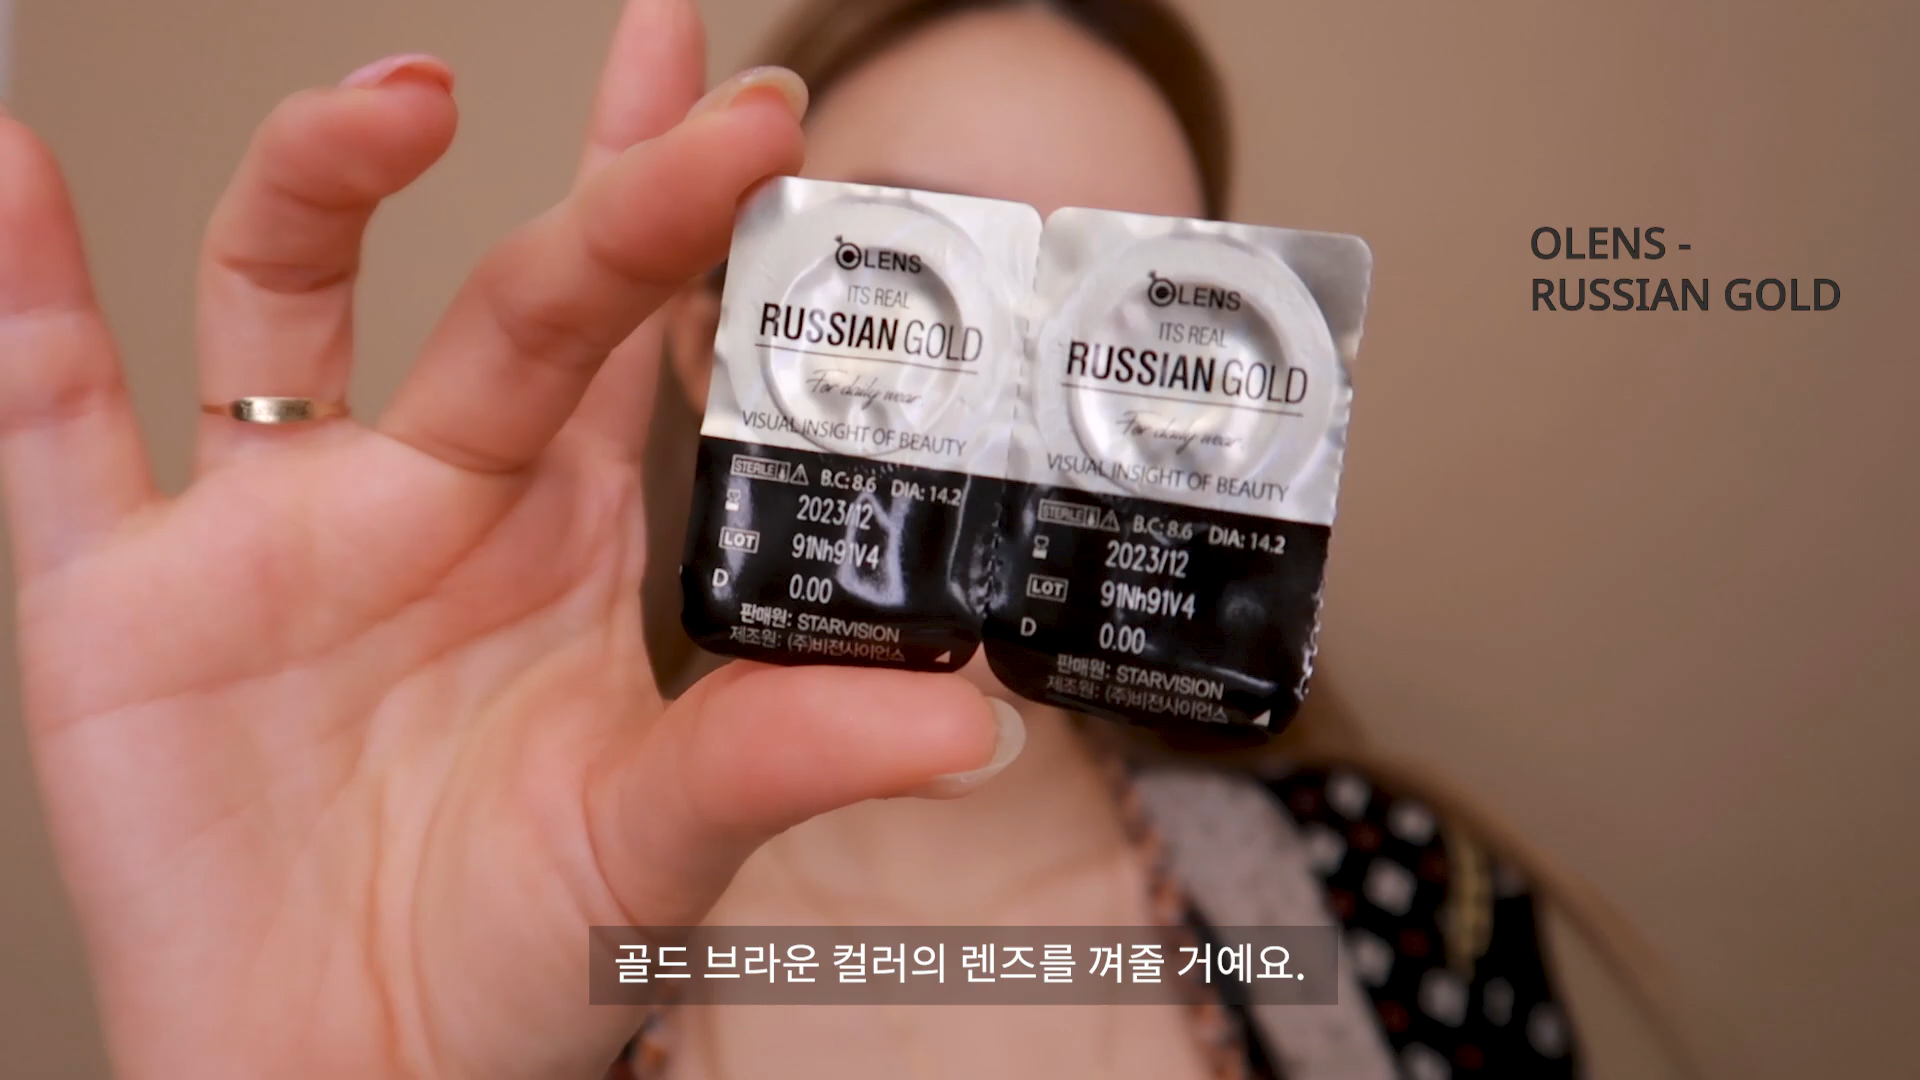 OLENS
ITS REAL
RUSSIAN GOLD
For daily wear
VISUAL INSIGHT OF BEAUTY
STERILE B.C: 8.6 DIA: 14.2
2023/12
LOT 91Nh91V4
D 0.00
판매원: STARVISION
제조원: (주)비전사이언스
OLENS
ITS REAL
RUSSIAN GOLD
For daily wear
VISUAL INSIGHT OF BEAUTY
STERILE B.C: 8.6 DIA: 14.2
2023/12
LOT 91Nh91V4
D 0.00
판매원: STARVISION
제조원: (주)비전사이언스
OLENS -
RUSSIAN GOLD
골드 브라운 컬러의 렌즈를 껴줄 거예요.